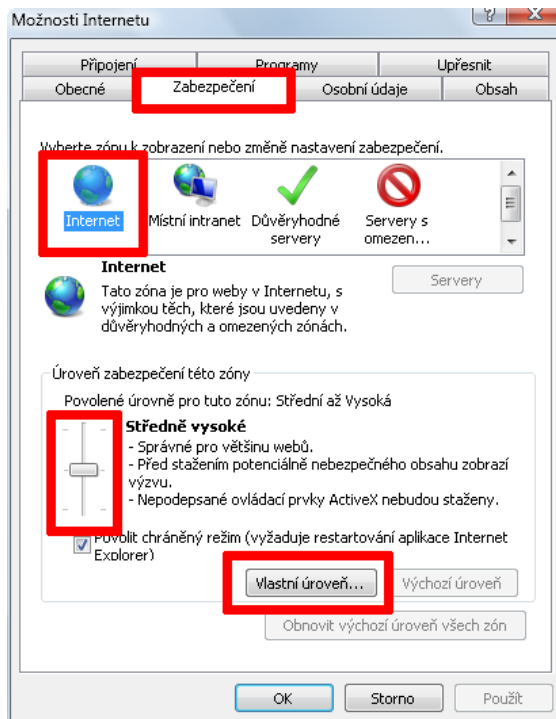 Možnosti Internetu
Připojení Programy Upřesnit
Obecné Zabezpečení Osobní údaje Obsah
Vyberte zónu k zobrazení nebo změně nastavení zabezpečení.
Internet Místní intranet Důvěryhodné servery Servery s omezen...
Internet
Servery
Tato zóna je pro weby v Internetu, s
výjimkou těch, které jsou uvedeny v
důvěryhodných a omezených zónách.
Úroveň zabezpečení této zóny
Povolené úrovně pro tuto zónu: Střední až Vysoká
Středně vysoké
- Správné pro většinu webů.
- Před stažením potenciálně nebezpečného obsahu zobrazí
výzvu.
- Nepodepsané ovládací prvky ActiveX nebudou staženy.
Povolit chráněný režim (vyžaduje restartování aplikace Internet
Explorer)
Vlastní úroveň... Výchozí úroveň
Obnovit výchozí úroveň všech zón
OK Storno Použít